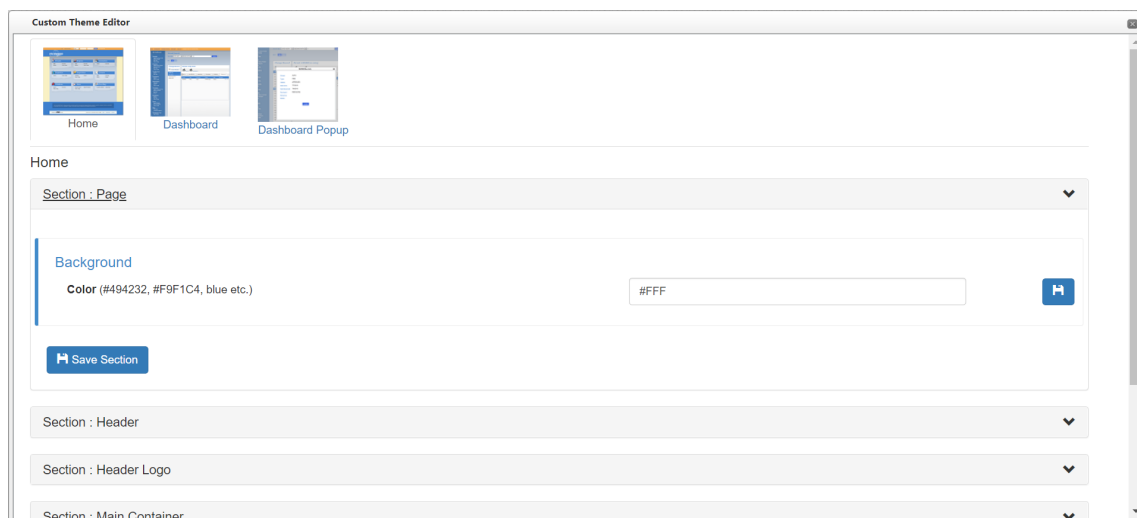 Custom Theme Editor
Home
Dashboard
Dashboard Popup
Home
Section : Page
Background
Color (#494232, #F9F1C4, blue etc.)
#FFF
Save Section
Section : Header
Section : Header Logo
Section : Main Container